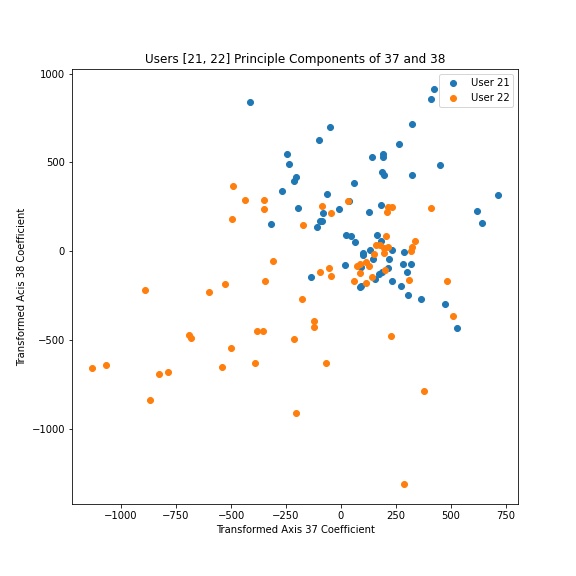 Users [21, 22] Principle Components of 37 and 38
User 21
User 22
1000
500
0
−500
−1000
Transformed Acis 38 Coefficient
−1000
−750
−500
−250
0
250
500
750
Transformed Axis 37 Coefficient